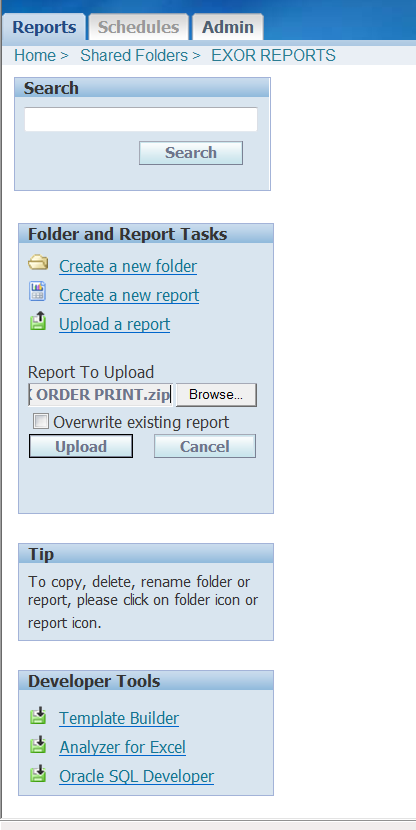 Reports Schedules Admin
Home > Shared Folders > EXOR REPORTS
Search
Search
Folder and Report Tasks
Create a new folder
Create a new report
Upload a report
Report To Upload
ORDER PRINT.zip Browse...
Overwrite existing report
Upload Cancel
Tip
To copy, delete, rename folder or
report, please click on folder icon or
report icon.
Developer Tools
Template Builder
Analyzer for Excel
Oracle SQL Developer